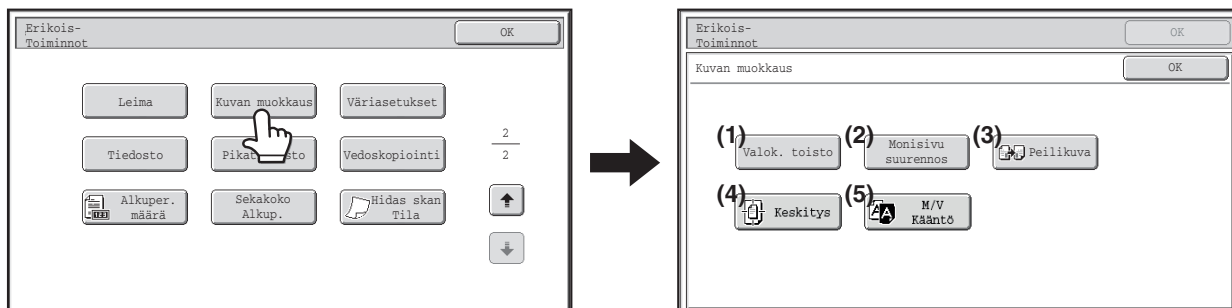 Erikois-
Toiminnot
OK
Leima
Kuvan muokkaus
Väriasetukset
Tiedosto
Vedoskopiointi
2
2
Alkuper.
määrä
Sekakoko
Alkup.
Hidas skan
Tila
Erikois-
Toiminnot
OK
Kuvan muokkaus
OK
(1)
Valok. toisto
(2)
Monisivu
suurennos
(3)
Peilikuva
(4)
Keskitys
(5)
M/V
Kääntö